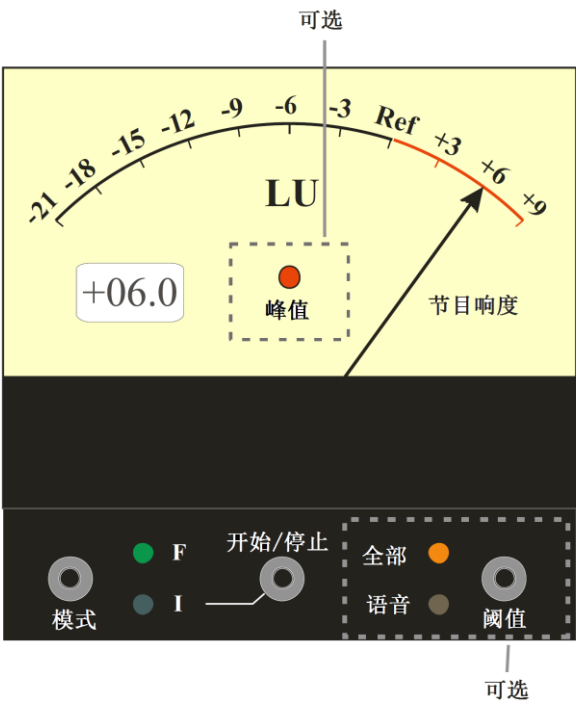 可选
-21 -18 -15 -12 -9 -6 -3 Ref +3 +6 +9
LU
+06.0
峰值
节目响度
F
开始/停止
全部
I
语音
模式
阈值
可选